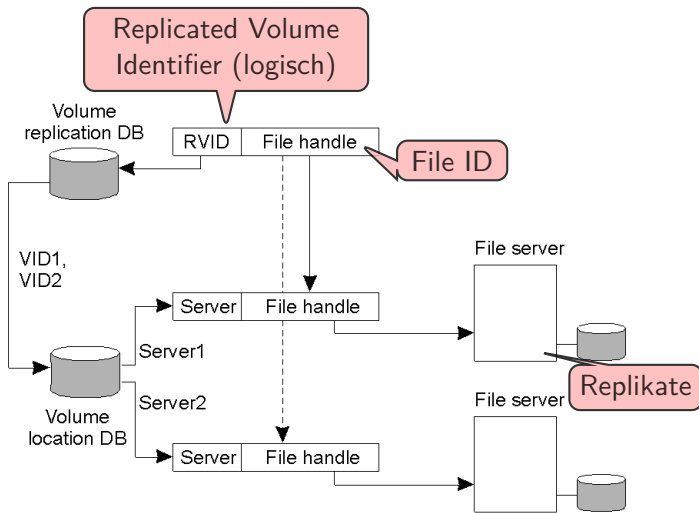 Replicated Volume
Identifier (logisch)
Volume
replication DB
RVID
File handle
File ID
VID1,
VID2
File server
Server
File handle
Server1
Replikate
Server2
Volume
location DB
File server
Server
File handle